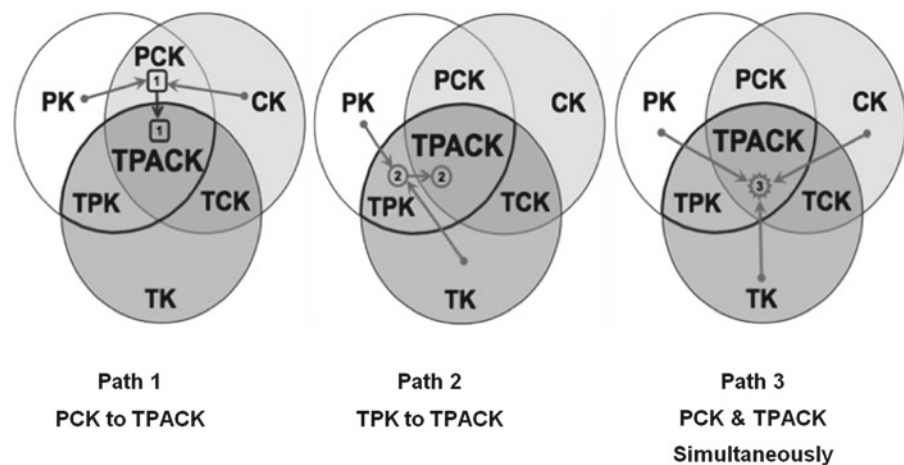 PCK
1
PK
CK
1
TPACK
TPK
TCK
TK
Path 1
PCK to TPACK
PCK
PK
CK
TPACK
2
2
TPK
TCK
TK
Path 2
TPK to TPACK
PCK
PK
CK
TPACK
3
TPK
TCK
TK
Path 3
PCK & TPACK
Simultaneously